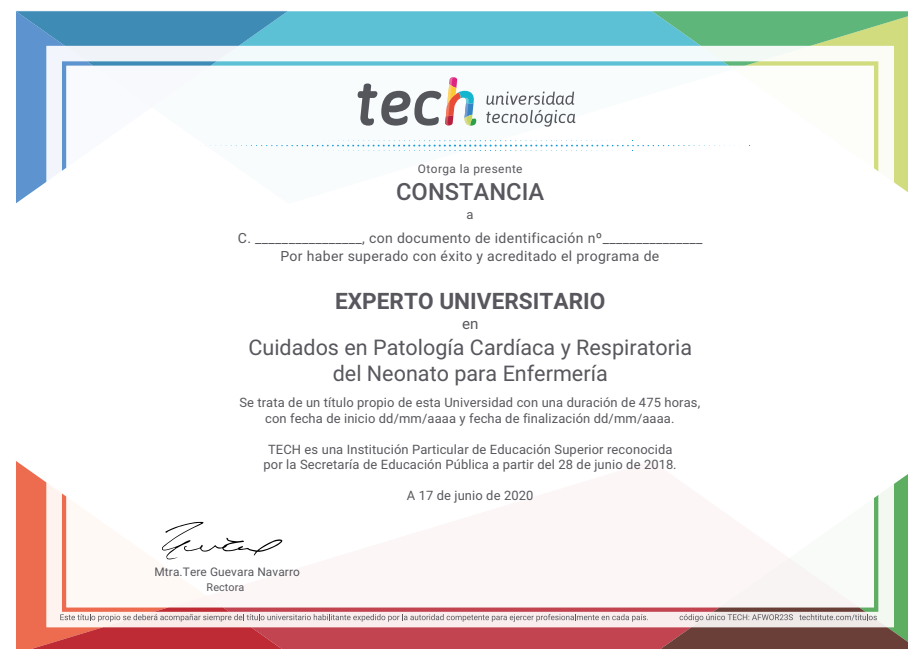 tech universidad
tecnológica
Otorga la presente
CONSTANCIA
a
C. ________________, con documento de identificación nº_______________
Por haber superado con éxito y acreditado el programa de
EXPERTO UNIVERSITARIO
en
Cuidados en Patología Cardíaca y Respiratoria
del Neonato para Enfermería
Se trata de un título propio de esta Universidad con una duración de 475 horas,
con fecha de inicio dd/mm/aaaa y fecha de finalización dd/mm/aaaa.
TECH es una Institución Particular de Educación Superior reconocida
por la Secretaría de Educación Pública a partir del 28 de junio de 2018.
A 17 de junio de 2020
Mtra.Tere Guevara Navarro
Rectora
Este título propio se deberá acompañar siempre del título universitario habilitante expedido por la autoridad competente para ejercer profesionalmente en cada país. código único TECH: AFWOR23S techtitute.com/titulos